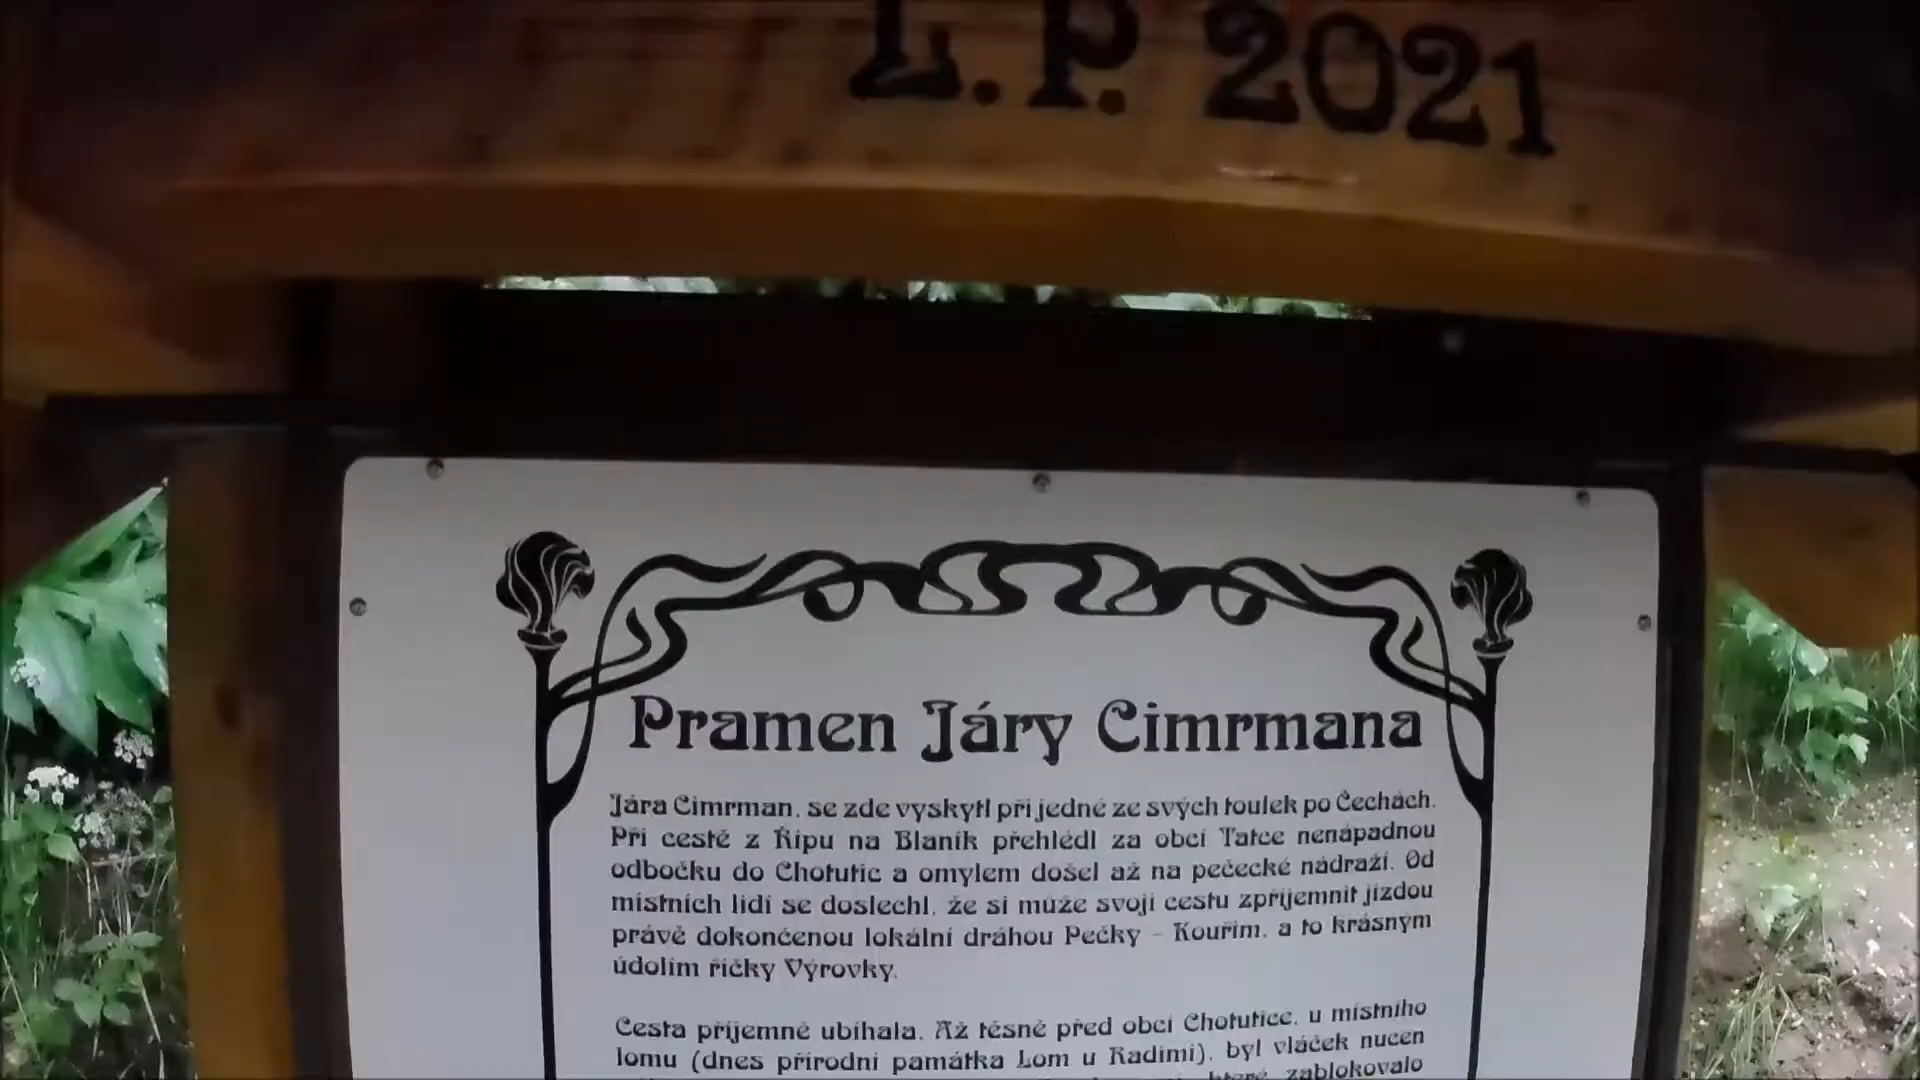 L.P. 2021
Pramen Járy Cimrmana
Jára Cimrman, se zde vyskytl při jedné ze svých toulek po Čechách.
Při cestě z Řípu na Blaník přehlédl za obcí Tatce nenápadnou
odbočku do Chotutic a omylem došel až na pečecké nádraží. Od
místních lidí se doslechl, že si může svoji cestu zpříjemnit jízdou
právě dokončenou lokální dráhou Pečky - Kouřim, a to krásným
údolím říčky Výrovky.
Cesta příjemně ubíhala. Až těsně před obcí Chotutice, u místního
lomu (dnes přírodní památka Lom u Radimi), byl vláček nucen
které zablokovalo